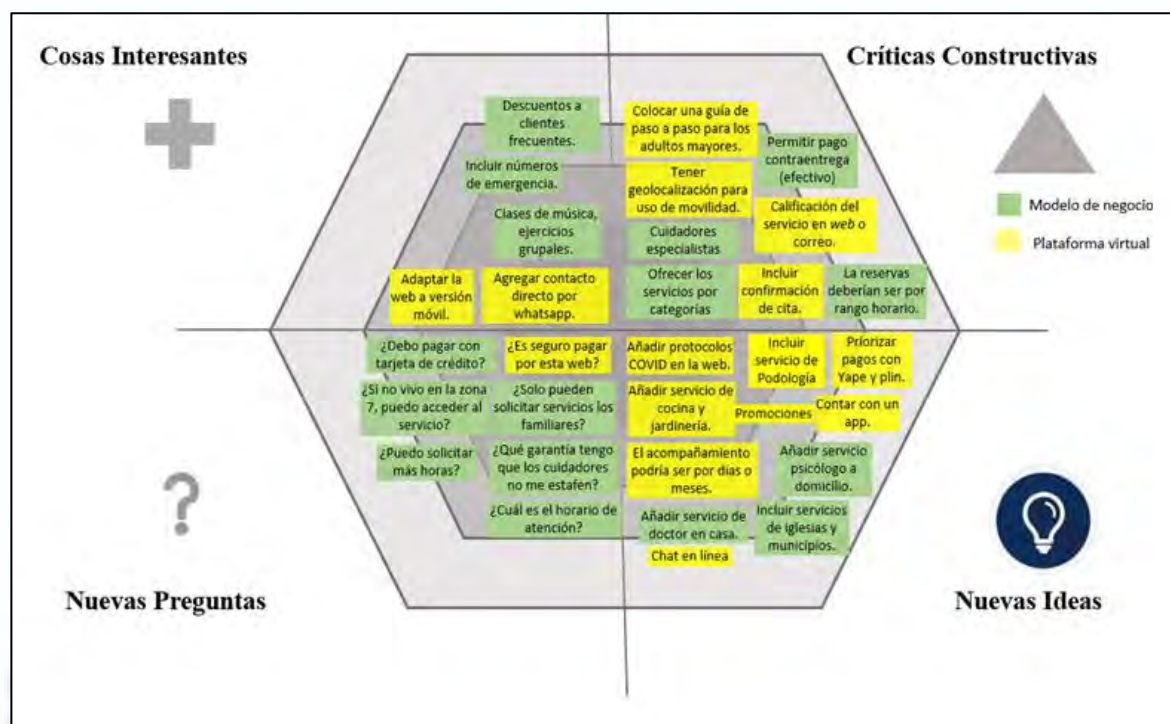 Cosas Interesantes
Críticas Constructivas
Descuentos a
clientes
frecuentes.
Incluir números
de emergencia.
Clases de música,
ejercicios
grupales.
Adaptar la
web a versión
móvil.
Agregar contacto
directo por
whatsapp.
Colocar una guía de
paso a paso para los
adultos mayores.
Permitir pago
contraentrega
(efectivo)
Tener
geolocalización para
uso de movilidad.
Calificación del
servicio en web o
correo.
Cuidadores
especialistas
Ofrecer los
servicios por
categorías
Incluir
confirmación
de cita.
La reservas
deberían ser por
rango horario.
Modelo de negocio
Plataforma virtual
¿Debo pagar con
tarjeta de crédito?
¿Es seguro pagar
por esta web?
¿Si no vivo en la zona
7, puedo acceder al
servicio?
¿Solo pueden
solicitar servicios los
familiares?
¿Puedo solicitar
más horas?
¿Qué garantía tengo
que los cuidadores
no me estafen?
¿Cuál es el horario de
atención?
Añadir protocolos
COVID en la web.
Incluir
servicio de
Podología
Priorizar
pagos con
Yape y plin.
Añadir servicio de
cocina y
jardinería.
Promociones
Contar con un
app.
El acompañamiento
podría ser por días o
meses.
Añadir servicio
psicólogo a
domicilio.
Añadir servicio de
doctor en casa.
Incluir servicios
de iglesias y
municipios.
Chat en línea
?
Nuevas Preguntas
Nuevas Ideas